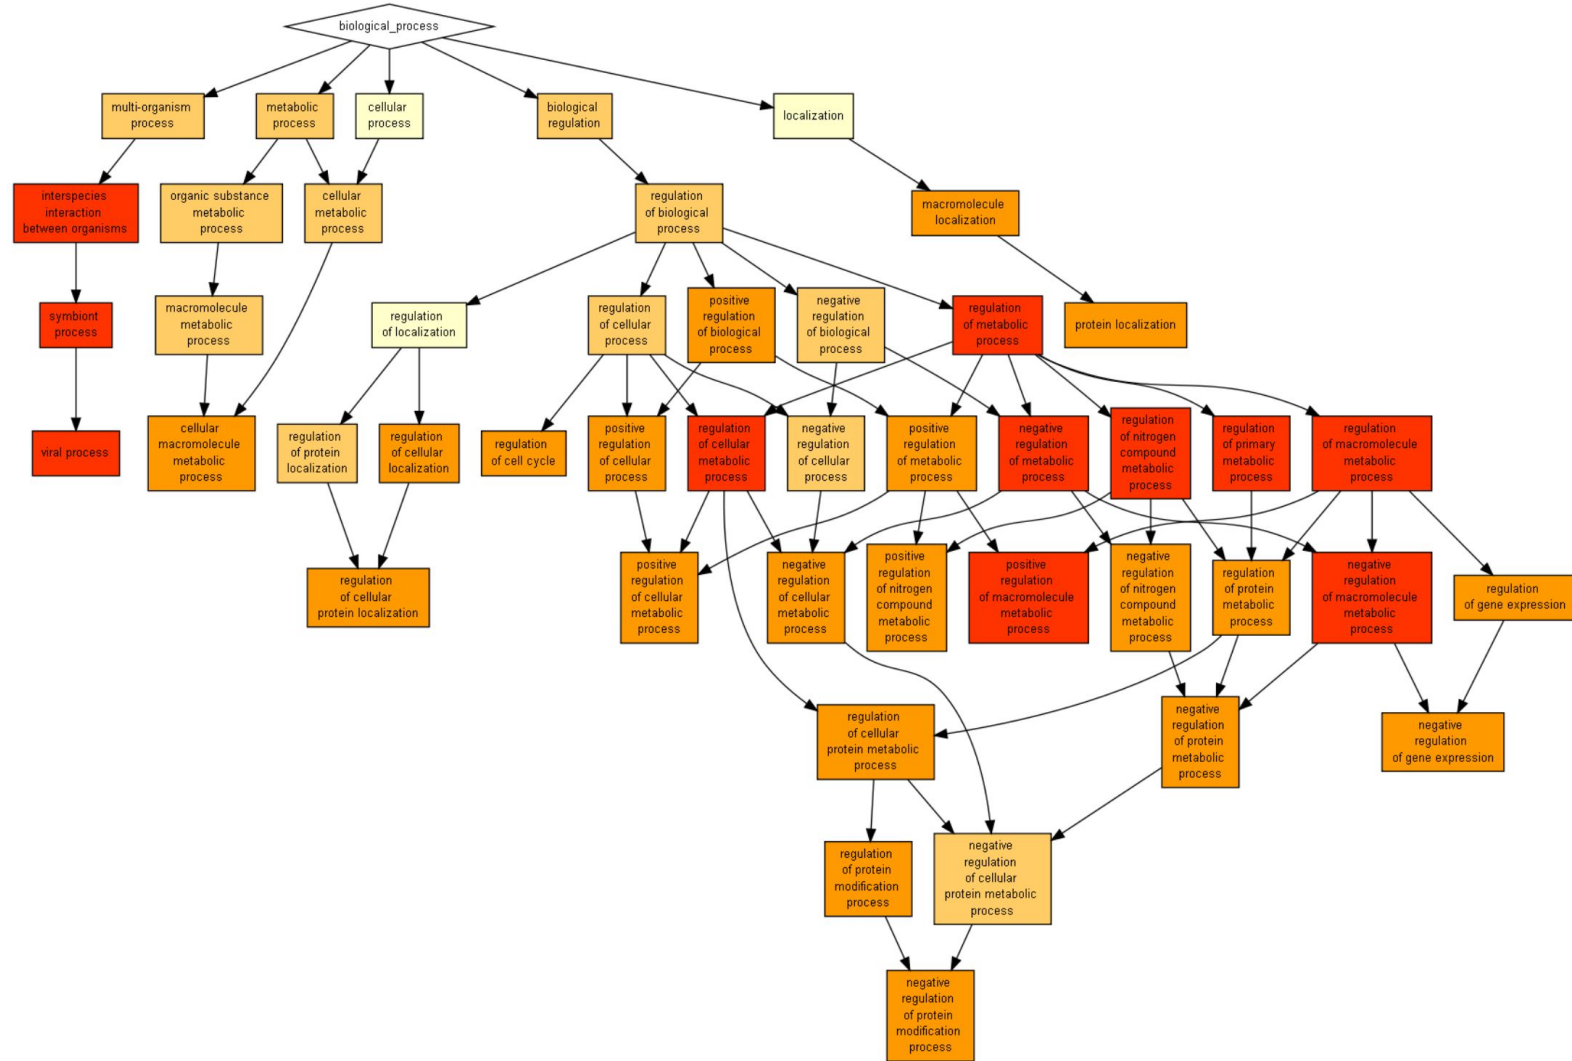 biological_process
multi-organism
process
metabolic
process
cellular
process
biological
regulation
localization
interspecies
interaction
between organisms
organic substance
metabolic
process
cellular
metabolic
process
regulation
of biological
process
macromolecule
localization
symbiont
process
macromolecule
metabolic
process
regulation
of localization
regulation
of cellular
process
positive
regulation
of biological
process
negative
regulation
of biological
process
regulation
of metabolic
process
protein localization
viral process
cellular
macromolecule
metabolic
process
regulation
of protein
localization
regulation
of cellular
localization
regulation
of cell cycle
positive
regulation
of cellular
process
regulation
of cellular
metabolic
process
negative
regulation
of cellular
process
positive
regulation
of metabolic
process
negative
regulation
of metabolic
process
regulation
of nitrogen
compound
metabolic
process
regulation
of primary
metabolic
process
regulation
of macromolecule
metabolic
process
regulation
of cellular
protein localization
positive
regulation
of cellular
metabolic
process
negative
regulation
of cellular
metabolic
process
positive
regulation
of nitrogen
compound
metabolic
process
positive
regulation
of macromolecule
metabolic
process
negative
regulation
of nitrogen
compound
metabolic
process
regulation
of protein
metabolic
process
negative
regulation
of macromolecule
metabolic
process
regulation
of gene expression
regulation
of cellular
protein metabolic
process
negative
regulation
of protein
metabolic
process
negative
regulation
of gene expression
regulation
of protein
modification
process
negative
regulation
of cellular
protein metabolic
process
negative
regulation
of protein
modification
process